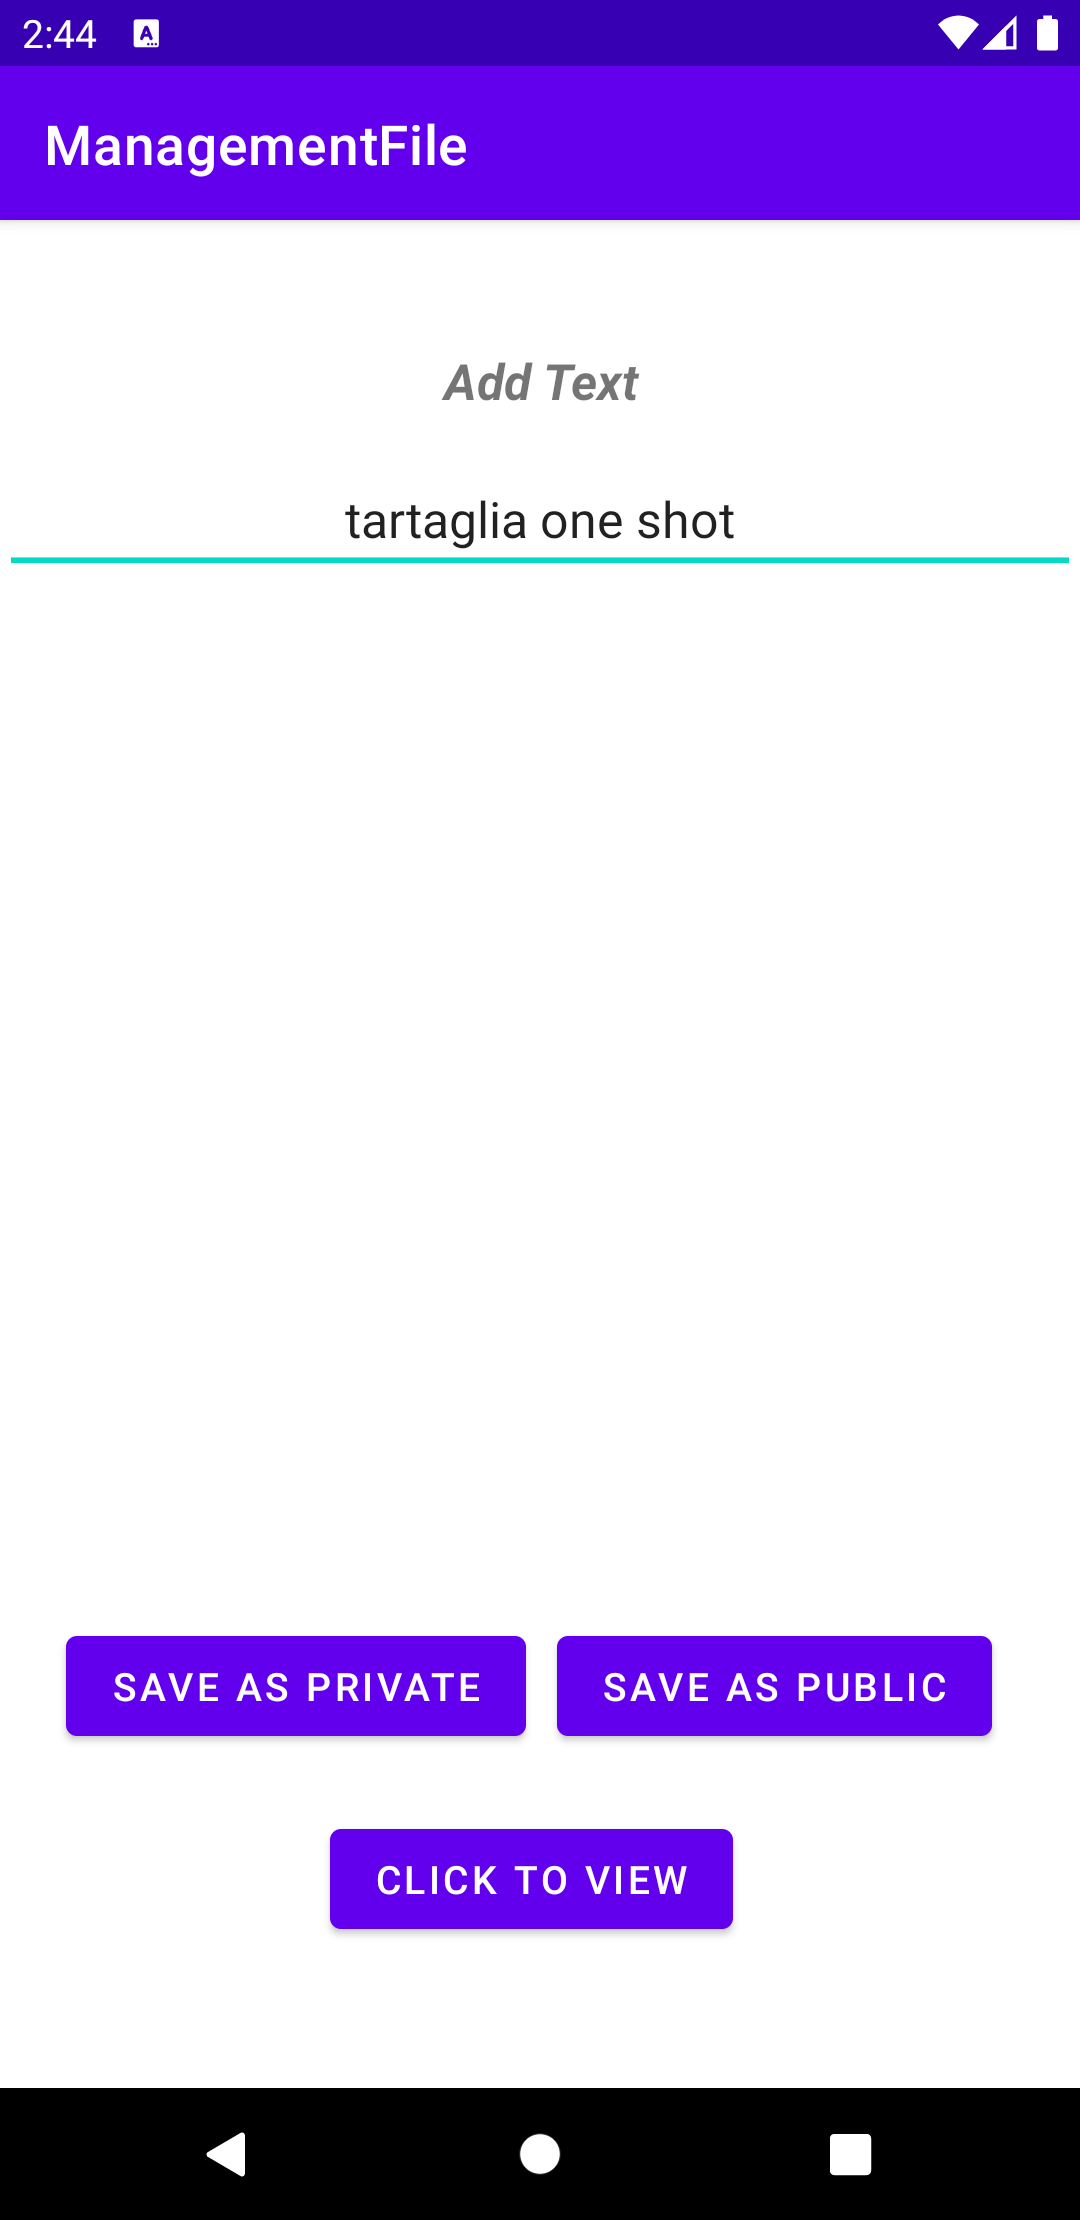 2:44
ManagementFile
Add Text
tartaglia one shot
SAVE AS PRIVATE
SAVE AS PUBLIC
CLICK TO VIEW